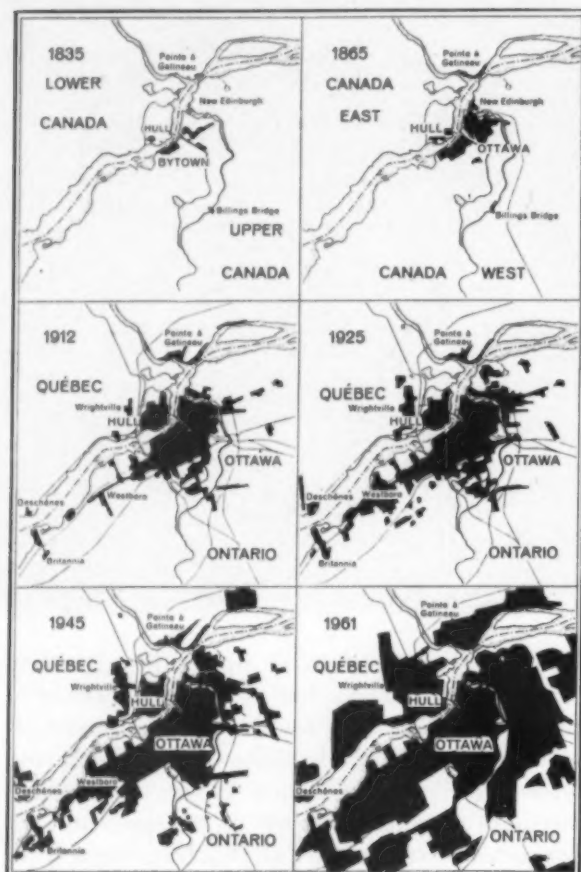 1835
LOWER
CANADA
Pointe à
Gatineau
New Edinburgh
HULL
BYTOWN
Billings Bridge
UPPER
CANADA
1865
CANADA
EAST
Pointe à
Gatineau
New Edinburgh
HULL
OTTAWA
Billings Bridge
CANADA WEST
1912
Pointe à
Gatineau
QUÉBEC
Wrightville
HULL
OTTAWA
Deschênes
Westboro
Britannia
ONTARIO
1925
Pointe à
Gatineau
QUÉBEC
Wrightville
HULL
OTTAWA
Deschênes
Westboro
Britannia
ONTARIO
1945
Pointe à
Gatineau
QUÉBEC
Wrightville
HULL
OTTAWA
Westboro
Deschênes
Britannia
ONTARIO
1961
Pointe à
Gatineau
QUÉBEC
Wrightville
HULL
OTTAWA
Westboro
Deschênes
Britannia
ONTARIO